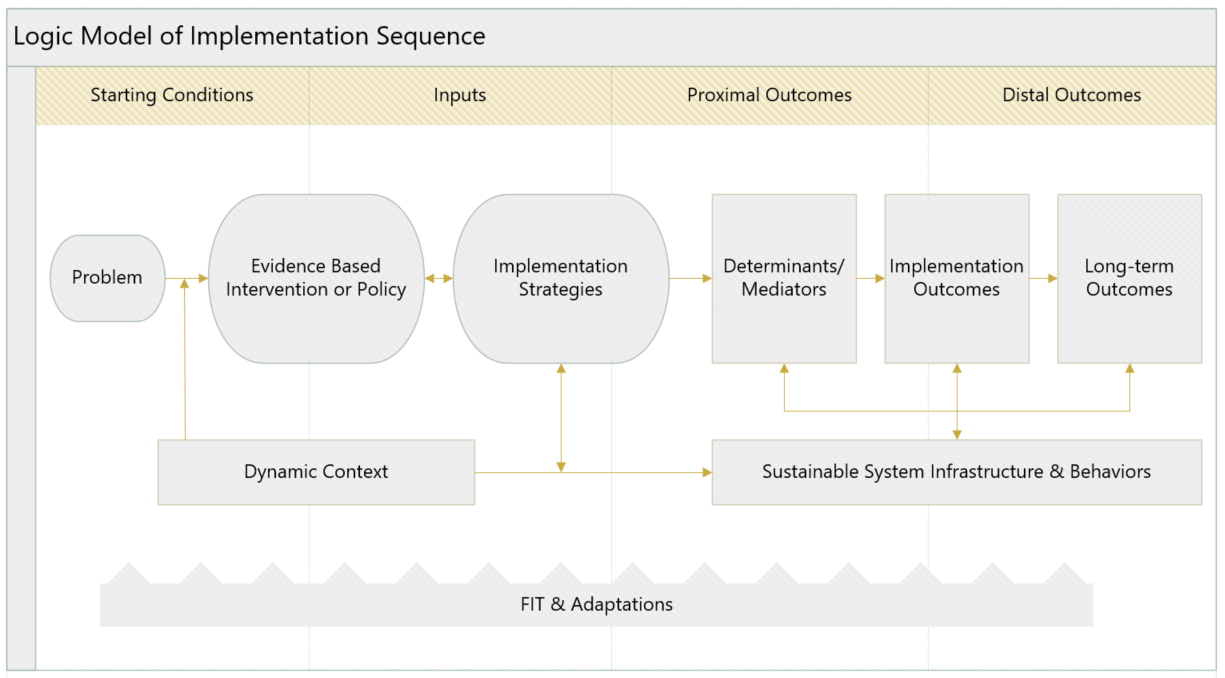 Logic Model of Implementation Sequence
Starting Conditions
Inputs
Proximal Outcomes
Distal Outcomes
Problem
Evidence Based
Intervention or Policy
Implementation
Strategies
Determinants/
Mediators
Implementation
Outcomes
Long-term
Outcomes
Dynamic Context
Sustainable System Infrastructure & Behaviors
FIT & Adaptations